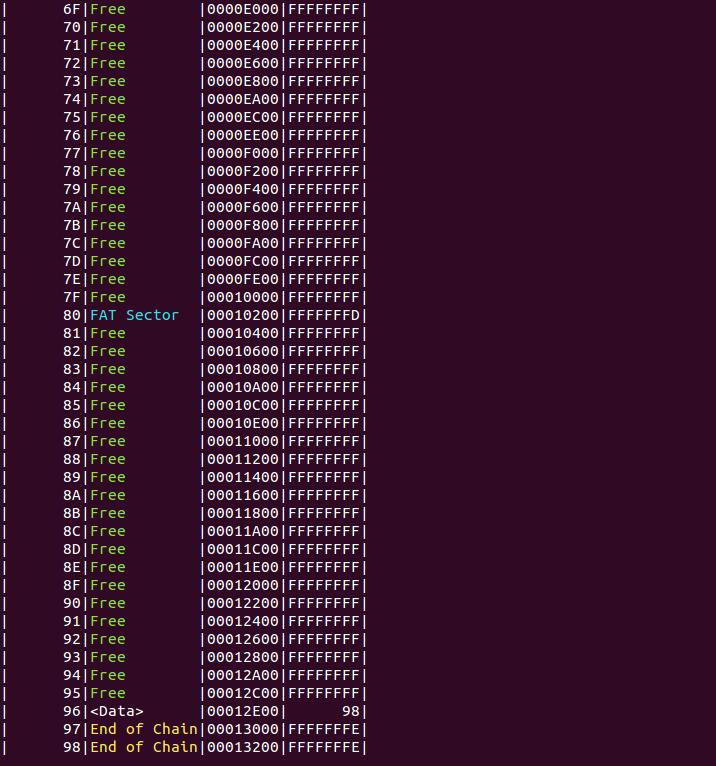 |      6F|Free        |0000E000|FFFFFFFF|
|      70|Free        |0000E200|FFFFFFFF|
|      71|Free        |0000E400|FFFFFFFF|
|      72|Free        |0000E600|FFFFFFFF|
|      73|Free        |0000E800|FFFFFFFF|
|      74|Free        |0000EA00|FFFFFFFF|
|      75|Free        |0000EC00|FFFFFFFF|
|      76|Free        |0000EE00|FFFFFFFF|
|      77|Free        |0000F000|FFFFFFFF|
|      78|Free        |0000F200|FFFFFFFF|
|      79|Free        |0000F400|FFFFFFFF|
|      7A|Free        |0000F600|FFFFFFFF|
|      7B|Free        |0000F800|FFFFFFFF|
|      7C|Free        |0000FA00|FFFFFFFF|
|      7D|Free        |0000FC00|FFFFFFFF|
|      7E|Free        |0000FE00|FFFFFFFF|
|      7F|Free        |00010000|FFFFFFFF|
|      80|FAT Sector  |00010200|FFFFFFFD|
|      81|Free        |00010400|FFFFFFFF|
|      82|Free        |00010600|FFFFFFFF|
|      83|Free        |00010800|FFFFFFFF|
|      84|Free        |00010A00|FFFFFFFF|
|      85|Free        |00010C00|FFFFFFFF|
|      86|Free        |00010E00|FFFFFFFF|
|      87|Free        |00011000|FFFFFFFF|
|      88|Free        |00011200|FFFFFFFF|
|      89|Free        |00011400|FFFFFFFF|
|      8A|Free        |00011600|FFFFFFFF|
|      8B|Free        |00011800|FFFFFFFF|
|      8C|Free        |00011A00|FFFFFFFF|
|      8D|Free        |00011C00|FFFFFFFF|
|      8E|Free        |00011E00|FFFFFFFF|
|      8F|Free        |00012000|FFFFFFFF|
|      90|Free        |00012200|FFFFFFFF|
|      91|Free        |00012400|FFFFFFFF|
|      92|Free        |00012600|FFFFFFFF|
|      93|Free        |00012800|FFFFFFFF|
|      94|Free        |00012A00|FFFFFFFF|
|      95|Free        |00012C00|FFFFFFFF|
|      96|<Data>      |00012E00|      98|
|      97|End of Chain|00013000|FFFFFFFE|
|      98|End of Chain|00013200|FFFFFFFE|